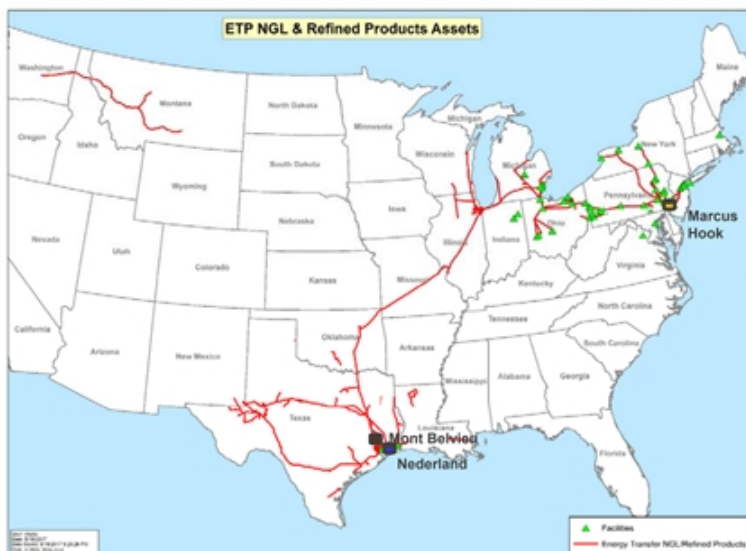 ETP NGL & Refined Products Assets
Washington
Maine
Montana
North Dakota
Minnesota
Oregon
Idaho
Michigan
Wisconsin
Michigan
New York
South Dakota
Wyoming
Iowa
Pennsylvania
Marcus
Hook
Nebraska
Nevada
Utah
Illinois
Indiana
Ohio
Colorado
Kansas
Missouri
Virginia
Kentucky
California
North Carolina
Tennessee
Oklahoma
Arkansas
South Carolina
Arizona
New Mexico
Mississippi
Alabama
Georgia
Texas
Louisiana
Mont Belvieu
Nederland
Florida
Facilities
Energy Transfer NGL/Refined Products